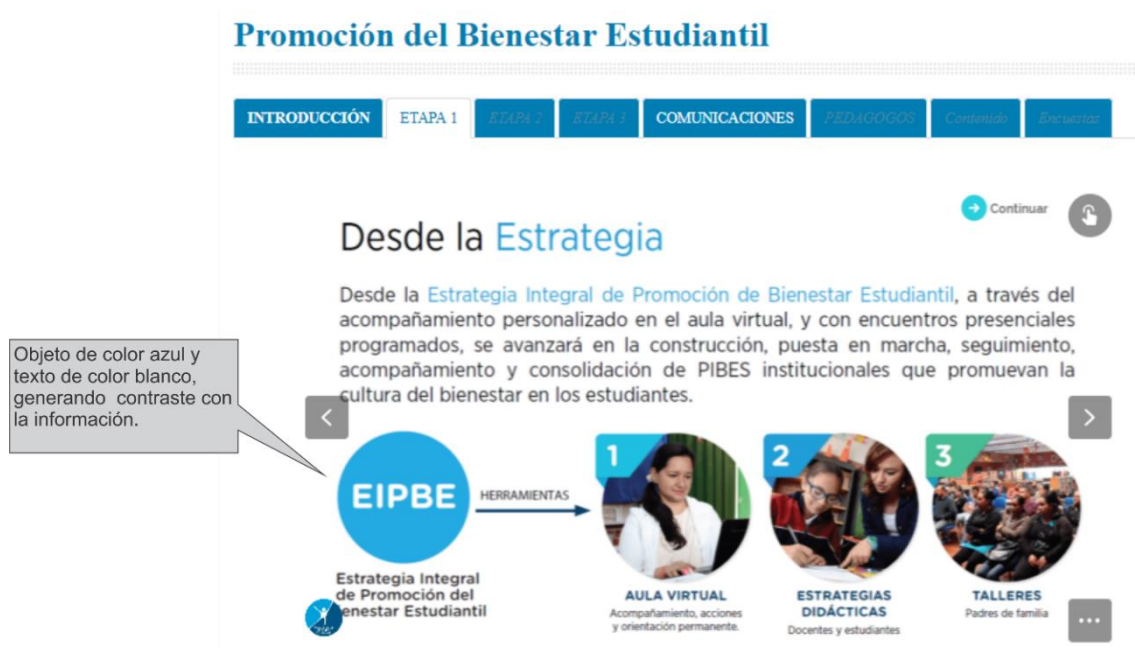 Promoción del Bienestar Estudiantil
INTRODUCCIÓN ETAPA 1 ETAPA 2 ETAPA 3 COMUNICACIONES PEDAGOGOS Contenido Encuestas
Continuar
Desde la Estrategia
Desde la Estrategia Integral de Promoción de Bienestar Estudiantil, a través del
acompañamiento personalizado en el aula virtual, y con encuentros presenciales
programados, se avanzará en la construcción, puesta en marcha, seguimiento,
acompañamiento y consolidación de PIBES institucionales que promuevan la
cultura del bienestar en los estudiantes.
Objeto de color azul y
texto de color blanco,
generando contraste con
la información.
EIPBE
HERRAMIENTAS
1
2
3
Estrategia Integral
de Promoción del
enestar Estudiantil
AULA VIRTUAL
Acompañamiento, acciones
y orientación permanente.
ESTRATEGIAS
DIDÁCTICAS
Docentes y estudiantes
TALLERES
Padres de familia